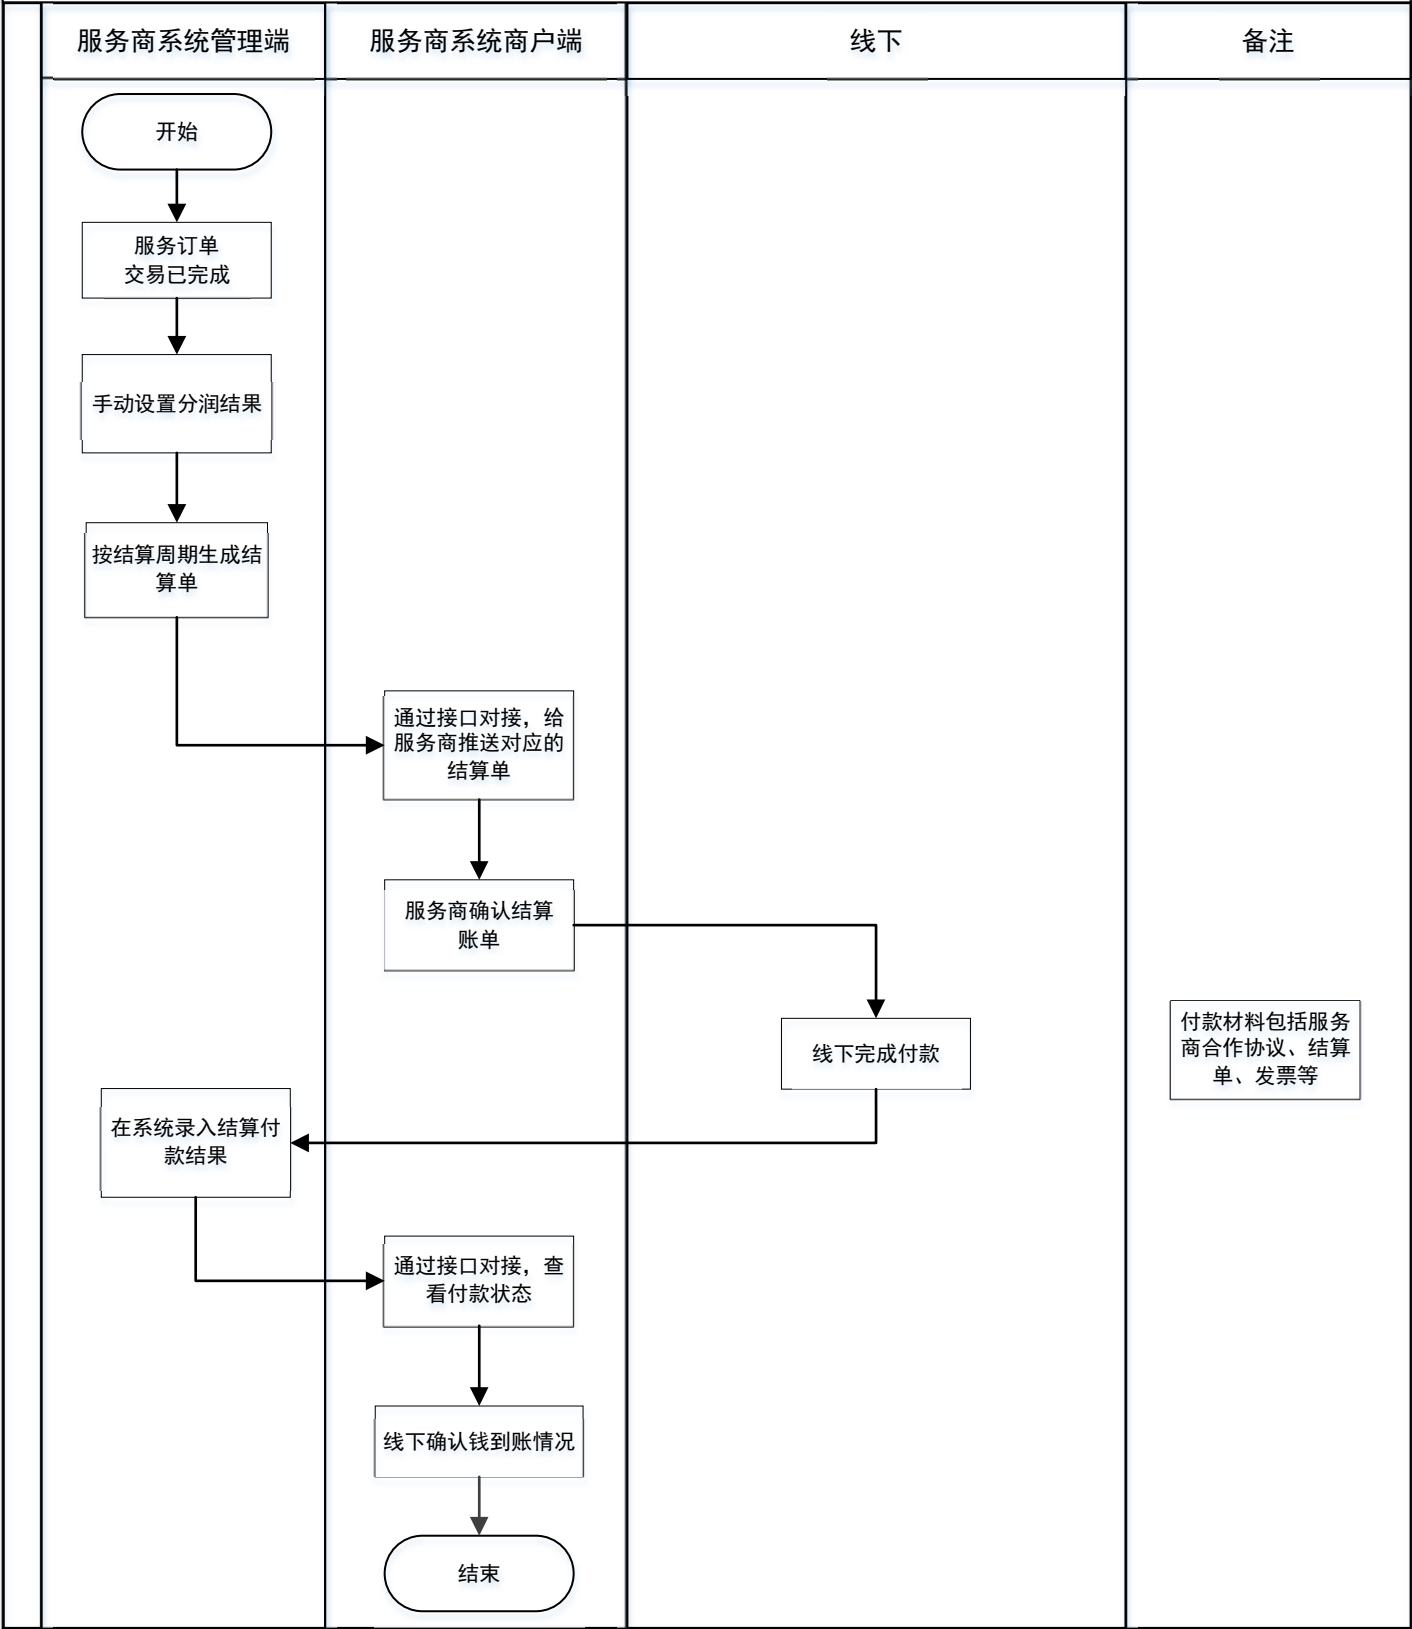 服务商系统管理端
服务商系统商户端
线下
备注
开始
服务订单
交易已完成
手动设置分润结果
按结算周期生成结
算单
通过接口对接，给
服务商推送对应的
结算单
服务商确认结算
账单
线下完成付款
付款材料包括服务
商合作协议、结算
单、发票等
在系统录入结算付
款结果
通过接口对接，查
看付款状态
线下确认钱到账情况
结束